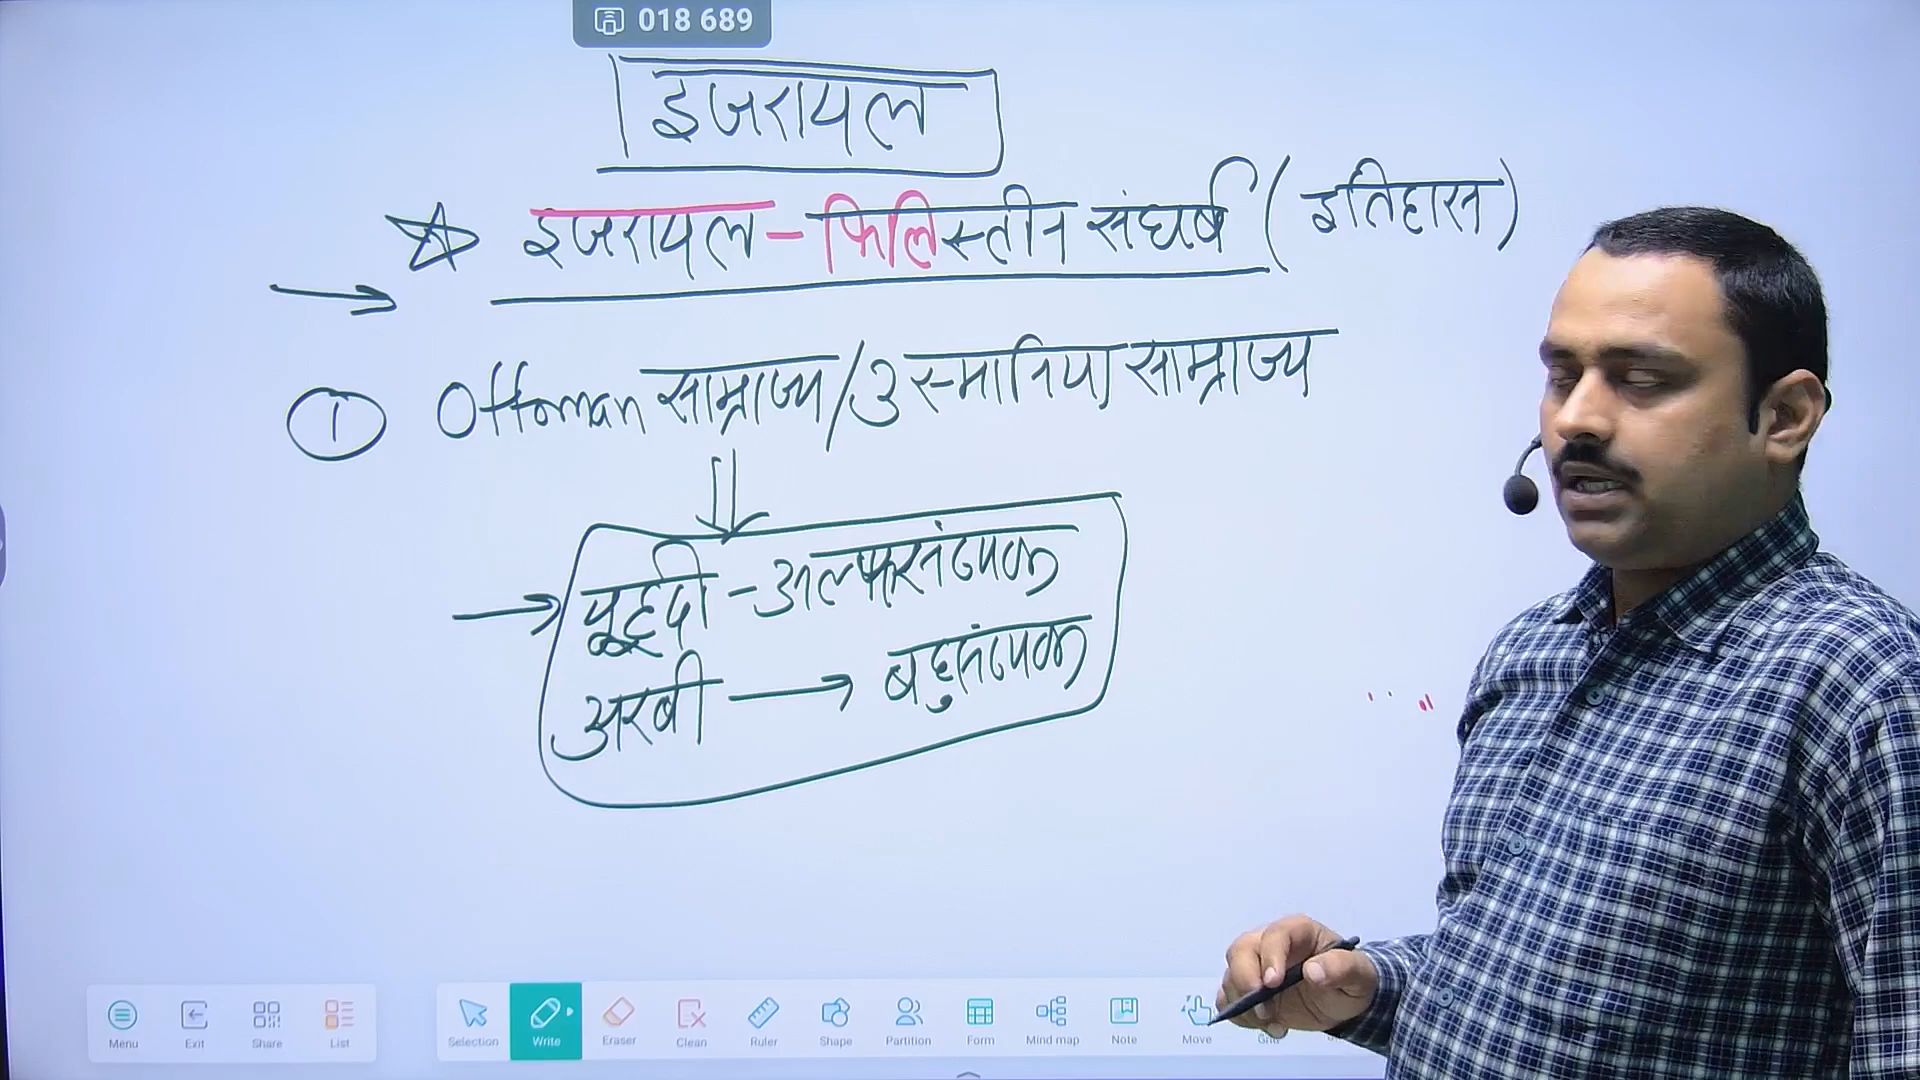 018 689
इजरायल
इजरायल-फिलिस्तीन संघर्ष (इतिहास)
① Ottoman साम्राज्य/उस्मानिया साम्राज्य
यूहूदी - अल्पसंख्यक
अरबी → बहुसंख्यक
Menu Exit Share List Selection Write Eraser Clean Ruler Shape Partition Form Mind map Note Move Grid